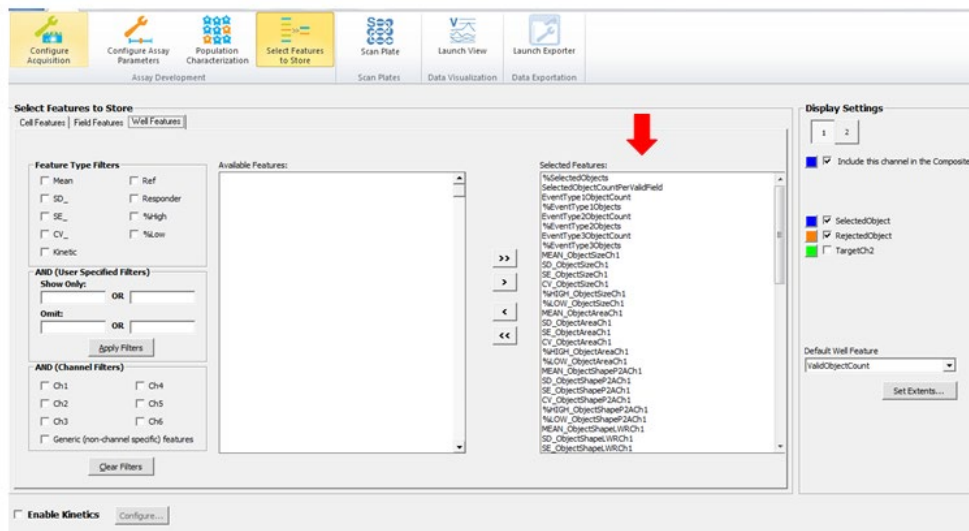 Configure Acquisition
Configure Assay Parameters
Population Characterization
Select Features to Store
Scan Plate
Launch View
Launch Exporter
Assay Development
Scan Plates
Data Visualization
Data Exportation
Select Features to Store
Cell Features
Field Features
Well Features
Feature Type Filters
Mean
Ref
SD_
Responder
SE_
%High
CV_
%Low
Kinetic
AND (User Specified Filters)
Show Only:
OR
Omit:
OR
Apply Filters
AND (Channel Filters)
Ch1
Ch4
Ch2
Ch5
Ch3
Ch6
Generic (non-channel specific) features
Clear Filters
Available Features:
>>
>
<
<<
Selected Features:
%SelectedObjects
SelectedObjectCountPerValidField
EventType1ObjectCount
%EventType1Objects
EventType2ObjectCount
%EventType2Objects
EventType3ObjectCount
%EventType3Objects
MEAN_ObjectSizeCh1
SD_ObjectSizeCh1
SE_ObjectSizeCh1
CV_ObjectSizeCh1
%HIGH_ObjectSizeCh1
%LOW_ObjectSizeCh1
MEAN_ObjectAreaCh1
SD_ObjectAreaCh1
SE_ObjectAreaCh1
CV_ObjectAreaCh1
%HIGH_ObjectAreaCh1
%LOW_ObjectAreaCh1
MEAN_ObjectShapeP2ACh1
SD_ObjectShapeP2ACh1
SE_ObjectShapeP2ACh1
CV_ObjectShapeP2ACh1
%HIGH_ObjectShapeP2ACh1
%LOW_ObjectShapeP2ACh1
MEAN_ObjectShapeLWRCh1
SD_ObjectShapeLWRCh1
SE_ObjectShapeLWRCh1
Display Settings
1
2
Include this channel in the Composite
SelectedObject
RejectedObject
TargetCh2
Default Well Feature
ValidObjectCount
Set Extents...
Enable Kinetics
Configure...